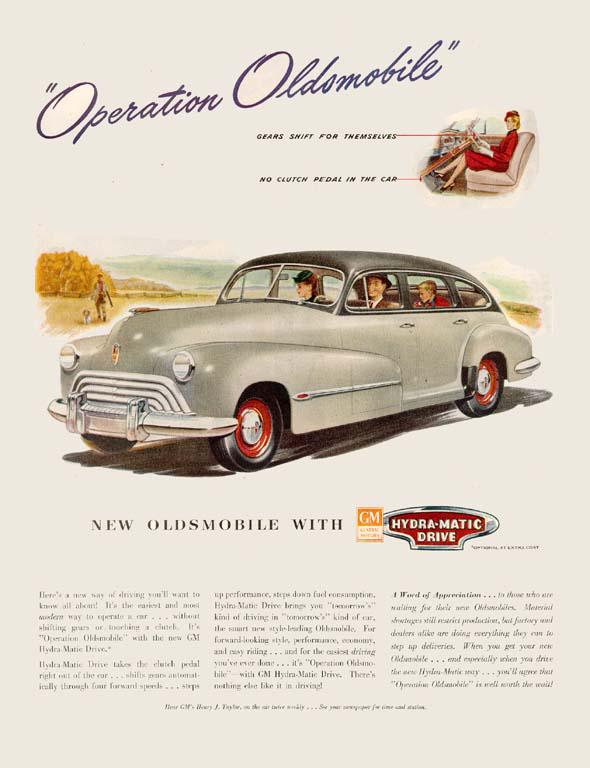 "Operation Oldsmobile"
GEARS SHIFT FOR THEMSELVES
NO CLUTCH PEDAL IN THE CAR
NEW OLDSMOBILE WITH
GM
GENERAL MOTORS
HYDRA-MATIC
DRIVE
*OPTIONAL AT EXTRA COST
Here's a new way of driving you'll want to
know all about! It's the easiest and most
modern way to operate a car . . . without
shifting gears or touching a clutch. It's
"Operation Oldsmobile" with the new GM
Hydra-Matic Drive.*
Hydra-Matic Drive takes the clutch pedal
right out of the car . . . shifts gears automat-
ically through four forward speeds . . . steps
up performance, steps down fuel consumption.
Hydra-Matic Drive brings you "tomorrow's"
kind of driving in "tomorrow's" kind of car,
the smart new style-leading Oldsmobile. For
forward-looking style, performance, economy,
and easy riding . . . and for the easiest driving
you've ever done . . . it's "Operation Oldsmo-
bile"—with GM Hydra-Matic Drive. There's
nothing else like it in driving!
A Word of Appreciation . . . to those who are
waiting for their new Oldsmobiles. Material
shortages still restrict production, but factory and
dealers alike are doing everything they can to
step up deliveries. When you get your new
Oldsmobile . . . and especially when you drive
the new Hydra-Matic way . . . you'll agree that
"Operation Oldsmobile" is well worth the wait!
Hear GM's Henry J. Taylor, on the air twice weekly . . . See your newspaper for time and station.